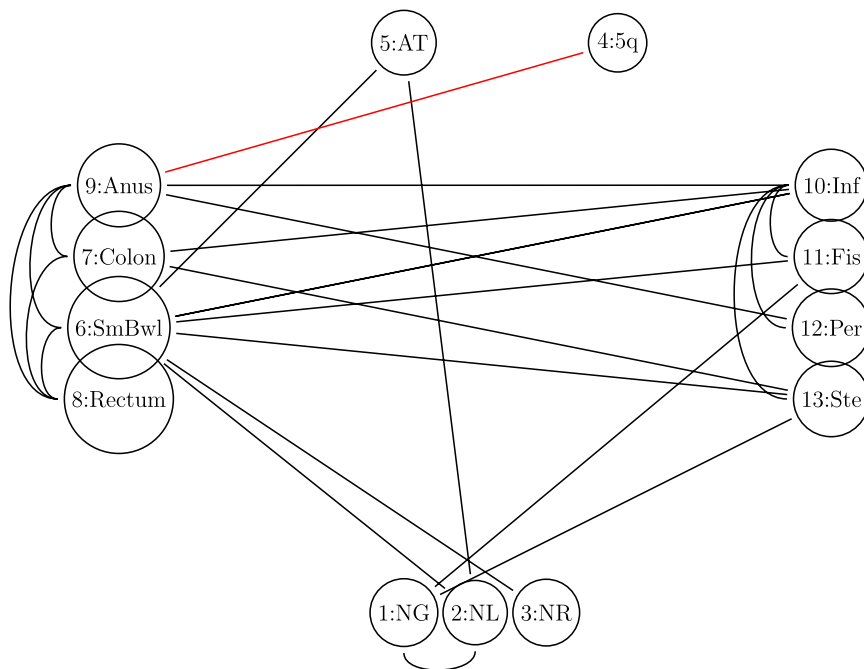 5:AT
4:5q
9:Anus
10:Inf
7:Colon
11:Fis
6:SmBwl
12:Per
8:Rectum
13:Ste
1:NG
2:NL
3:NR